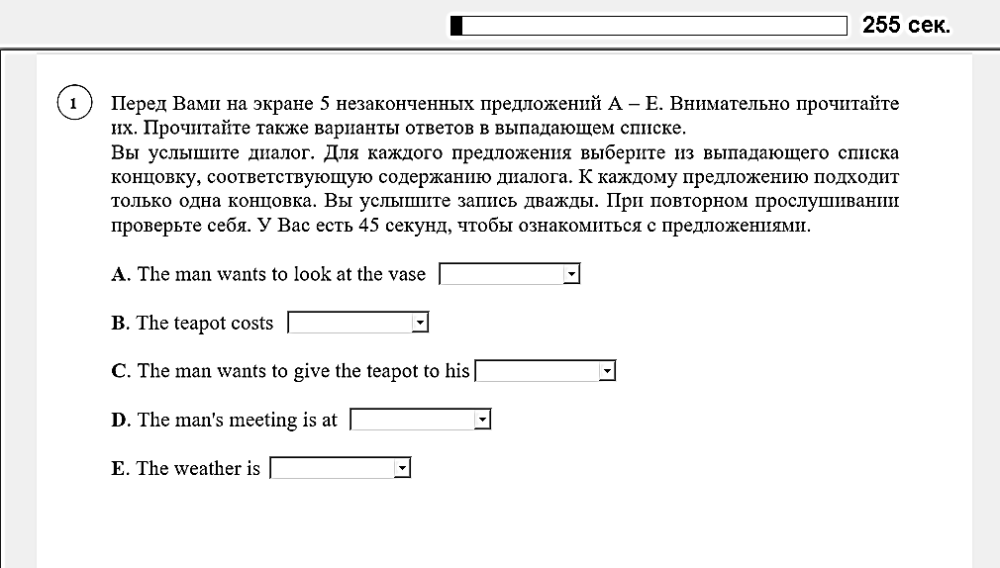 255 сек.
1 Перед Вами на экране 5 незаконченных предложений А – Е. Внимательно прочитайте
их. Прочитайте также варианты ответов в выпадающем списке.
Вы услышите диалог. Для каждого предложения выберите из выпадающего списка
концовку, соответствующую содержанию диалога. К каждому предложению подходит
только одна концовка. Вы услышите запись дважды. При повторном прослушивании
проверьте себя. У Вас есть 45 секунд, чтобы ознакомиться с предложениями.
A. The man wants to look at the vase
B. The teapot costs
C. The man wants to give the teapot to his
D. The man's meeting is at
E. The weather is